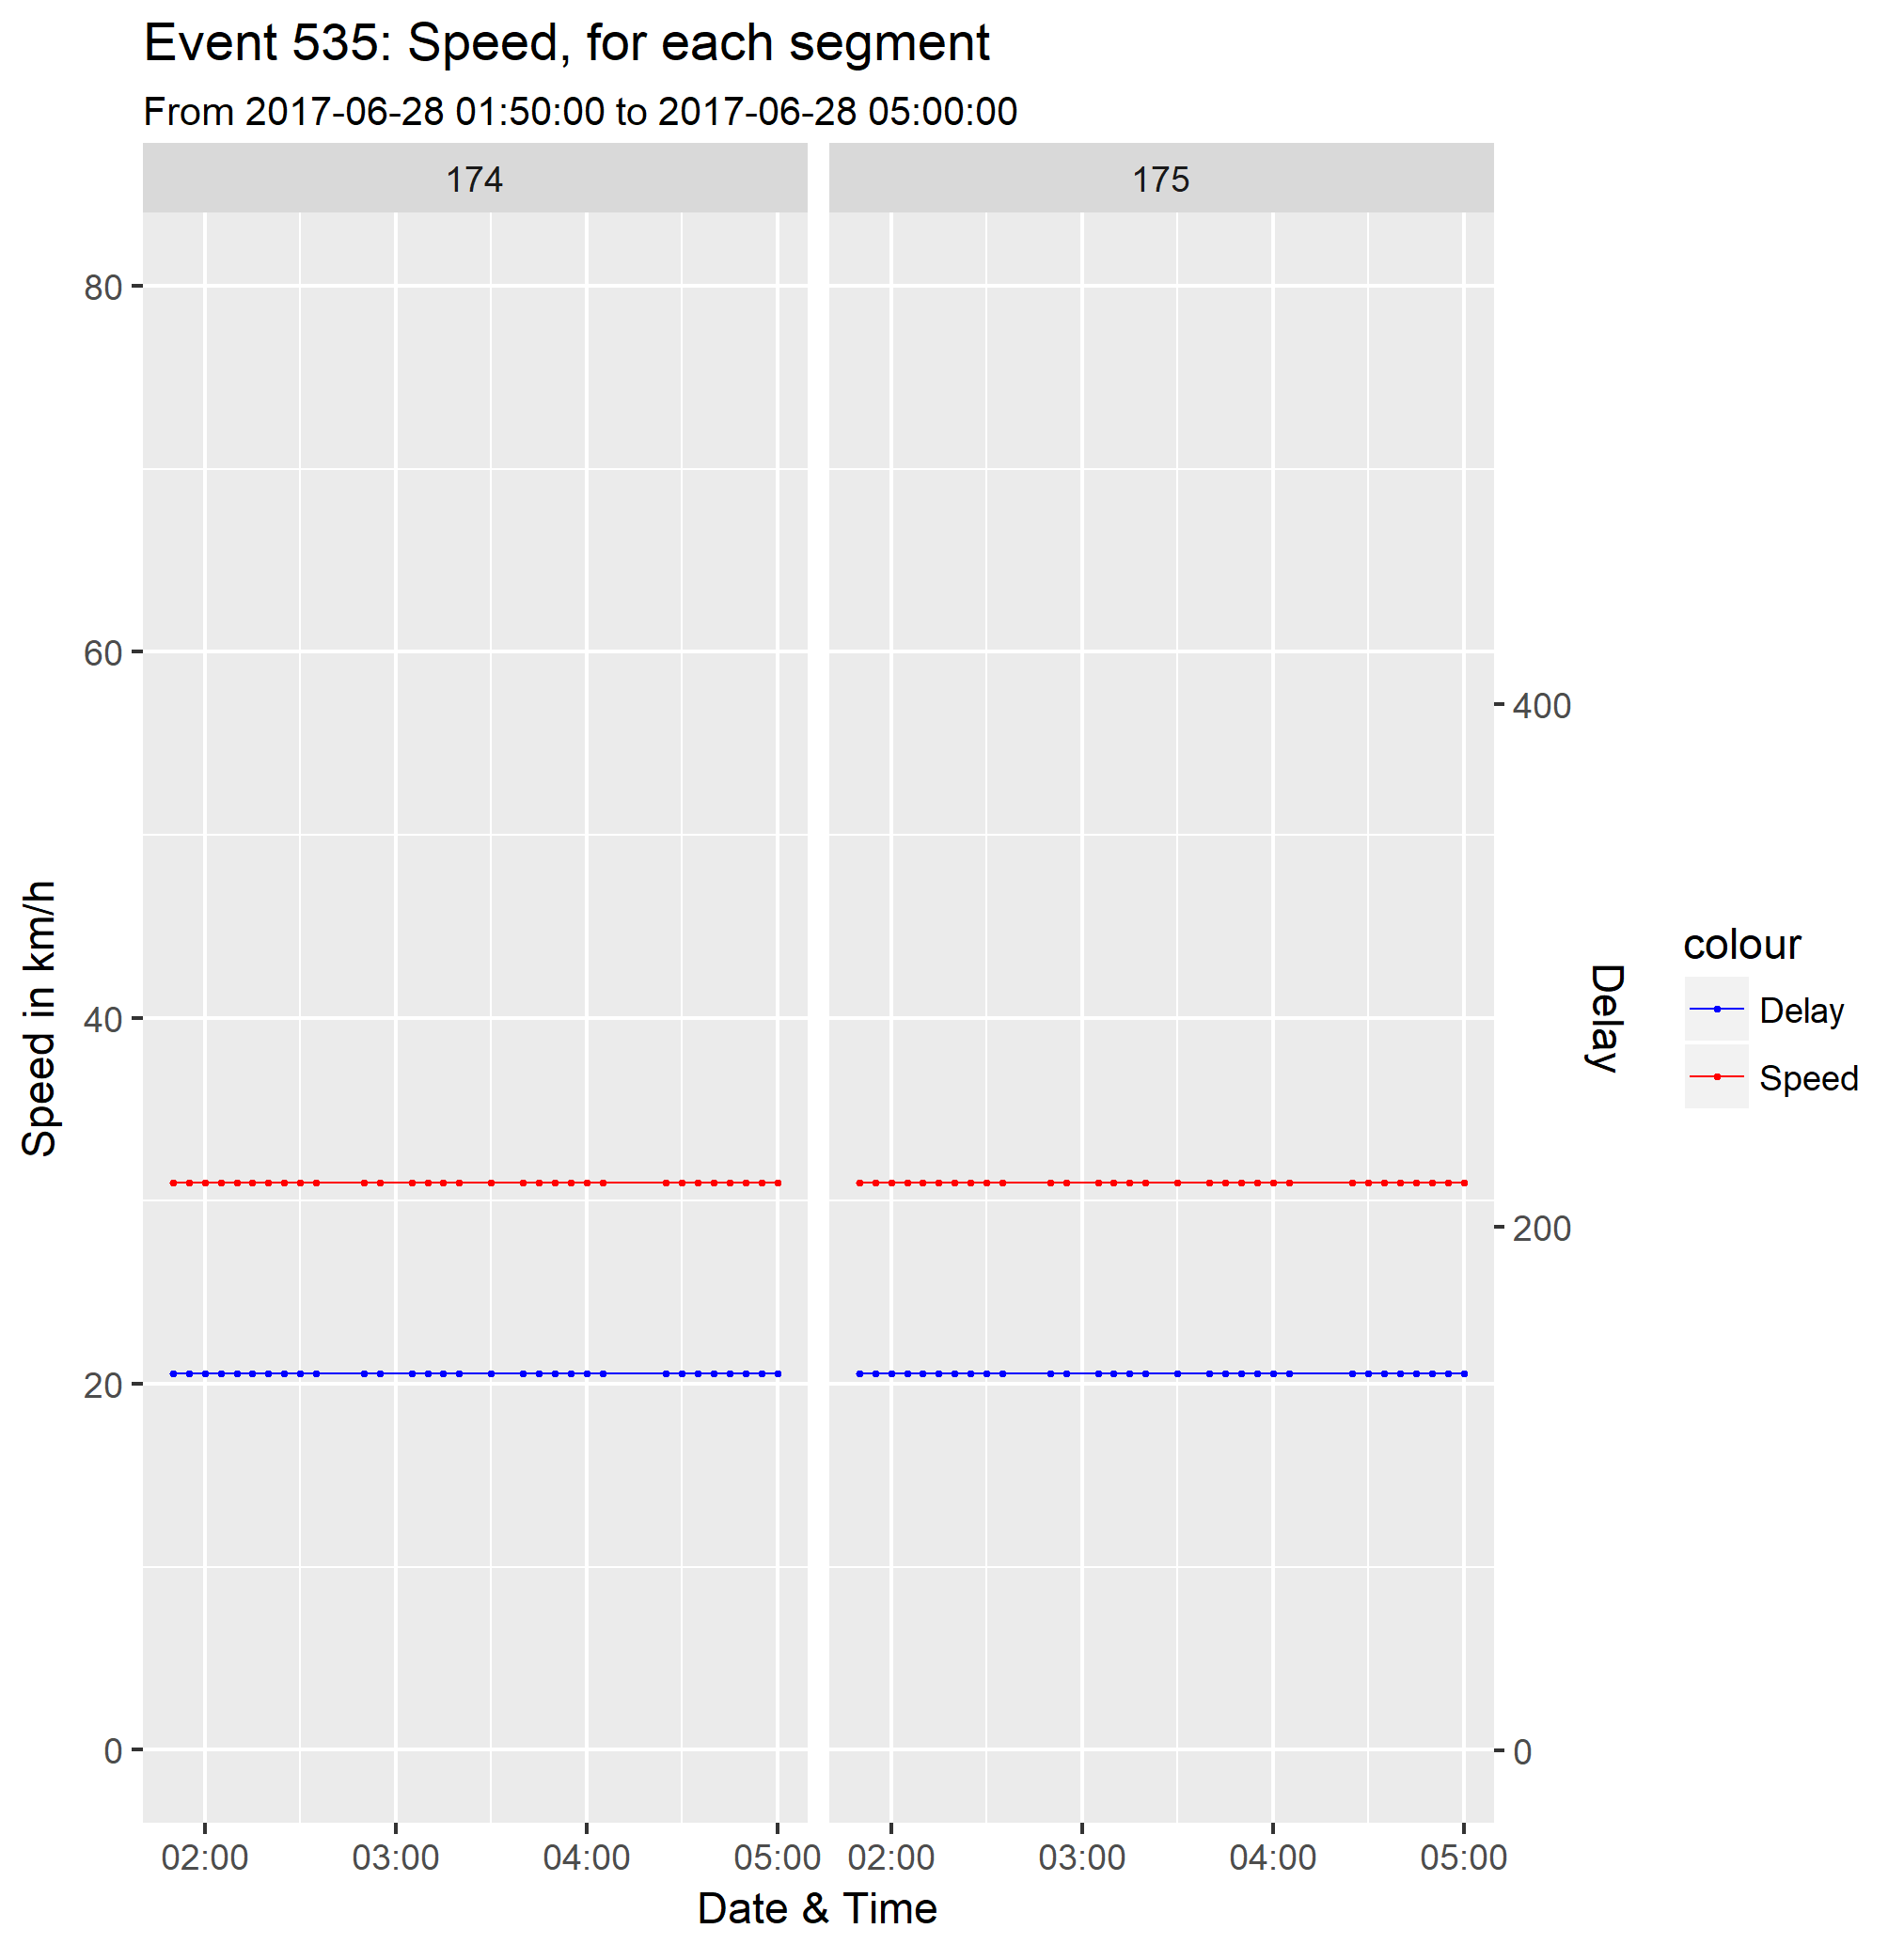 Event 535: Speed, for each segment
From 2017-06-28 01:50:00 to 2017-06-28 05:00:00
174 175
80
60
40
20
0
Speed in km/h
400
200
0
Delay
colour
Delay
Speed
02:00 03:00 04:00 05:00 02:00 03:00 04:00 05:00
Date & Time